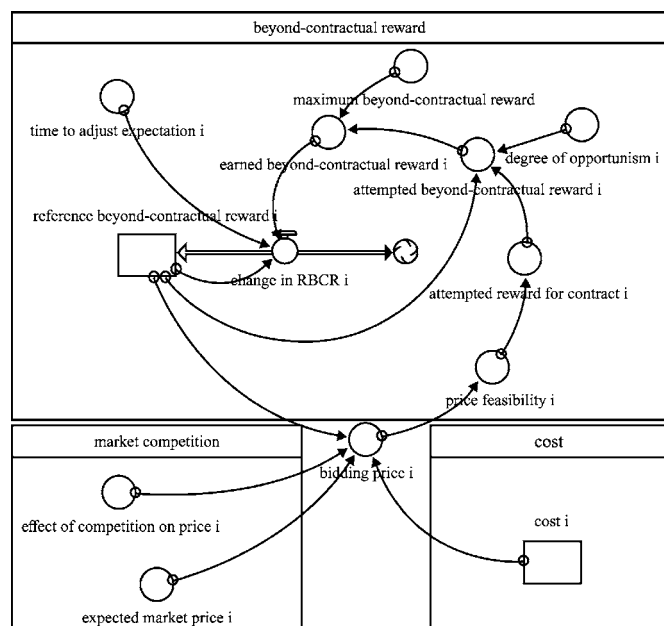 beyond-contractual reward
maximum beyond-contractual reward
time to adjust expectation i
earned beyond-contractual reward i
degree of opportunism i
attempted beyond-contractual reward i
reference beyond-contractual reward i
change in RBCR i
attempted reward for contract i
price feasibility i
market competition
cost
bidding price i
effect of competition on price i
cost i
expected market price i